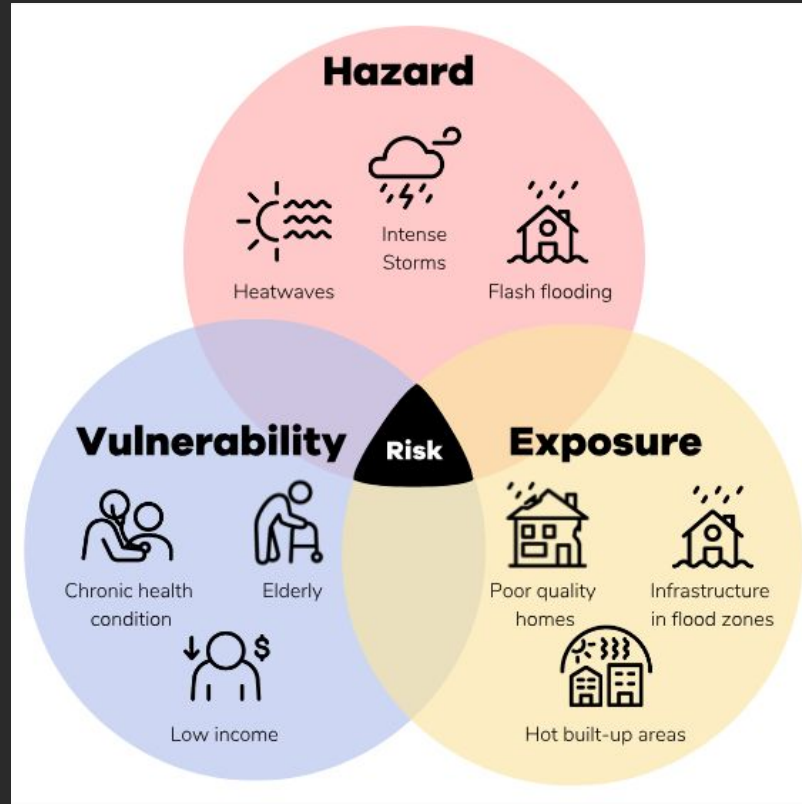 Hazard
Intense
Storms
Heatwaves
Flash flooding
Vulnerability
Risk
Exposure
Chronic health
condition
Elderly
Poor quality
homes
Infrastructure
in flood zones
$
Low income
Hot built-up areas